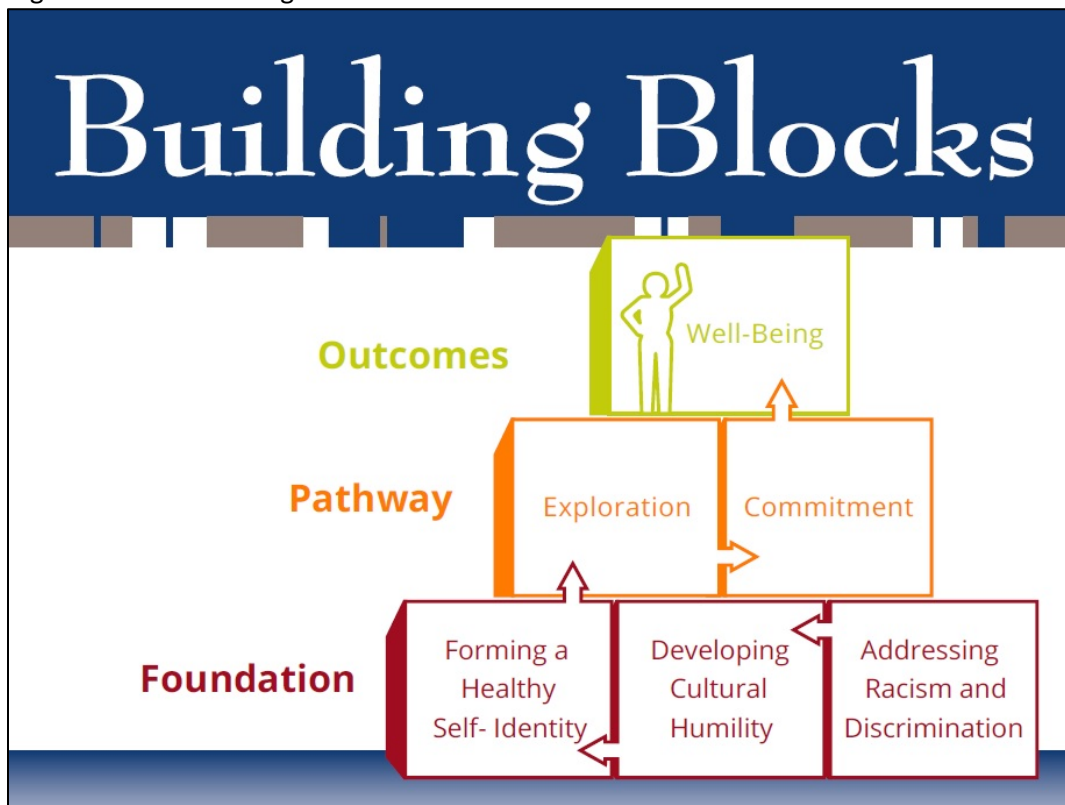 Building Blocks
Outcomes
Well-Being
Pathway
Exploration
Commitment
Foundation
Forming a
Healthy
Self- Identity
Developing
Cultural
Humility
Addressing
Racism and
Discrimination